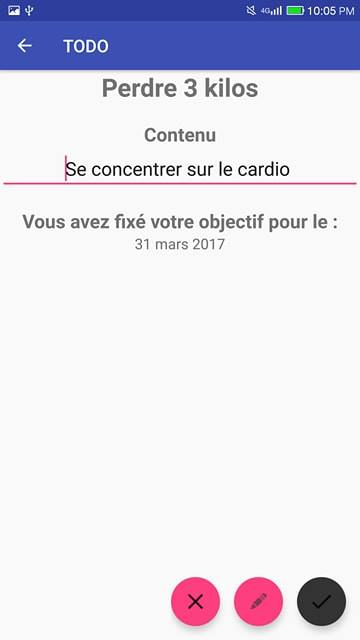 4G 10:05 PM
TODO
Perdre 3 kilos
Contenu
Se concentrer sur le cardio
Vous avez fixé votre objectif pour le :
31 mars 2017